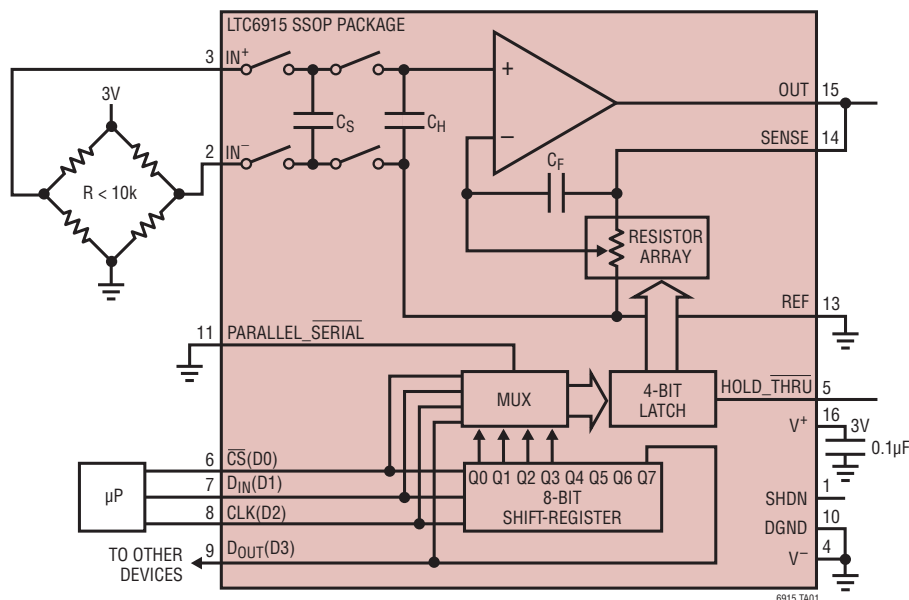 LTC6915 SSOP PACKAGE
3 IN+
3V
2 IN–
R < 10k
CS
CH
+
–
CF
OUT 15
SENSE 14
RESISTOR
ARRAY
REF 13
11 PARALLEL_SERIAL
MUX
4-BIT
LATCH
HOLD_THRU 5
V+ 16
3V
0.1µF
µP
6 CS(D0)
7 DIN(D1)
8 CLK(D2)
Q0 Q1 Q2 Q3 Q4 Q5 Q6 Q7
8-BIT
SHIFT-REGISTER
SHDN 1
DGND 10
V– 4
TO OTHER
DEVICES
9 DOUT(D3)
6915 TA01